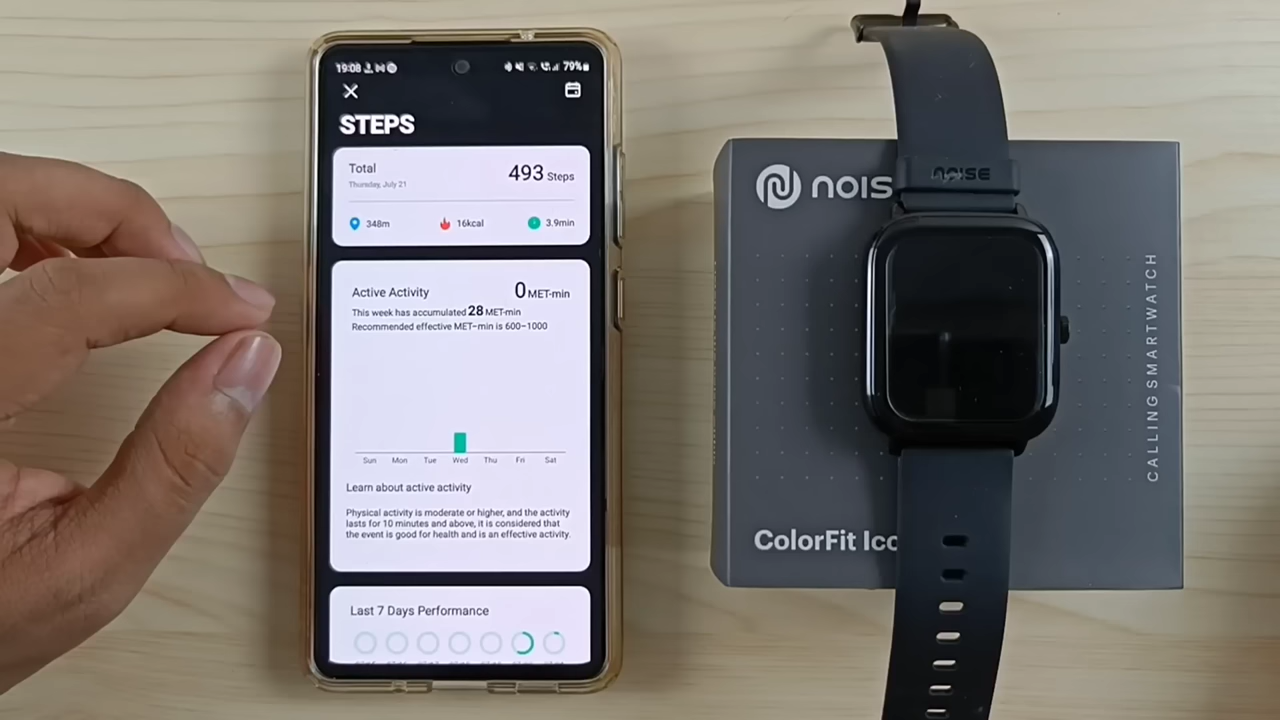 19:08
79%
STEPS
Total
493 Steps
Thursday, July 21
348m
16kcal
3.9min
Active Activity
0 MET-min
This week has accumulated 28 MET-min
Recommended effective MET-min is 600-1000
Sun Mon Tue Wed Thu Fri Sat
Learn about active activity
Physical activity is moderate or higher, and the activity
lasts for 10 minutes and above, it is considered that
the event is good for health and is an effective activity.
Last 7 Days Performance
NOISE
nois
CALLING SMARTWATCH
ColorFit Ico